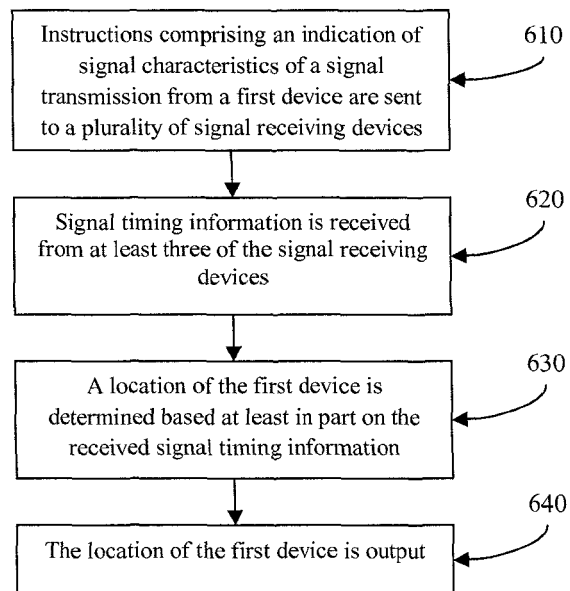 Instructions comprising an indication of
signal characteristics of a signal
transmission from a first device are sent
to a plurality of signal receiving devices
610
Signal timing information is received
from at least three of the signal receiving
devices
620
A location of the first device is
determined based at least in part on the
received signal timing information
630
The location of the first device is output
640